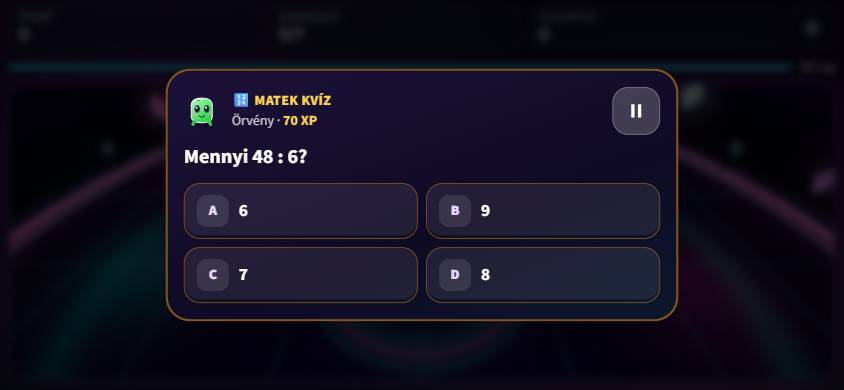 MATEK KVÍZ
Örvény · 70 XP
Mennyi 48 : 6?
A 6
B 9
C 7
D 8